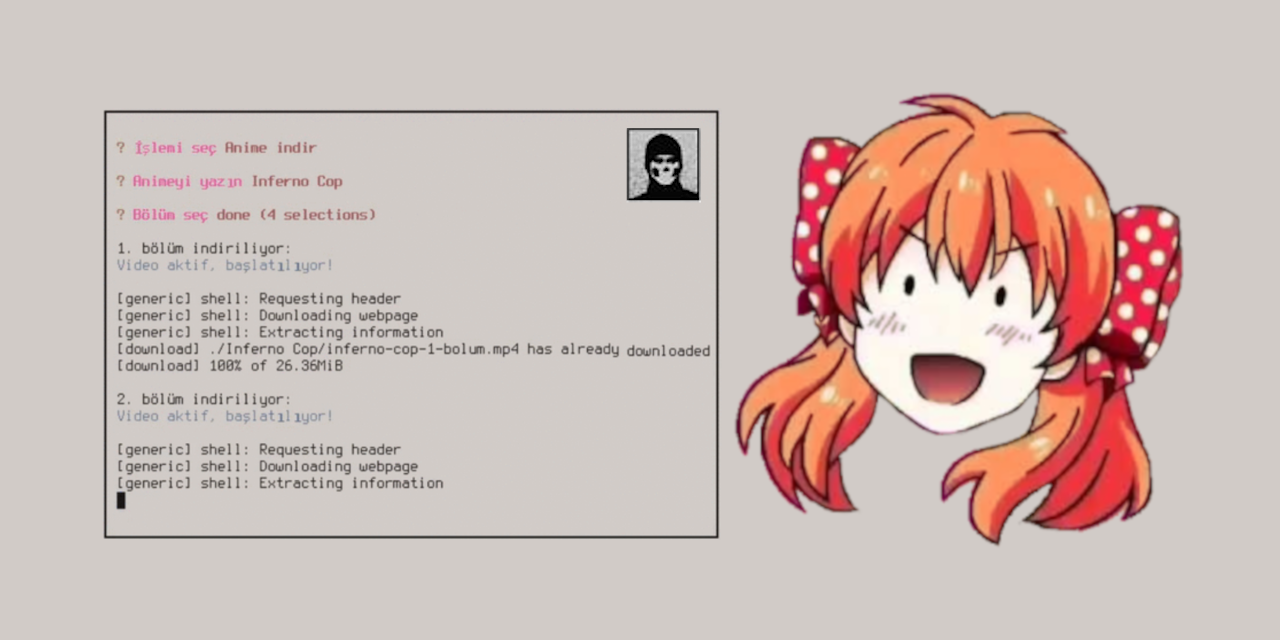 ? İşlemi seç Anime indir
? Animeyi yazın Inferno Cop
? Bölüm seç done (4 selections)
1. bölüm indiriliyor:
Video aktif, başlatılıyor!
[generic] shell: Requesting header
[generic] shell: Downloading webpage
[generic] shell: Extracting information
[download] ./Inferno Cop/inferno-cop-1-bolum.mp4 has already downloaded
[download] 100% of 26.36MiB
2. bölüm indiriliyor:
Video aktif, başlatılıyor!
[generic] shell: Requesting header
[generic] shell: Downloading webpage
[generic] shell: Extracting information